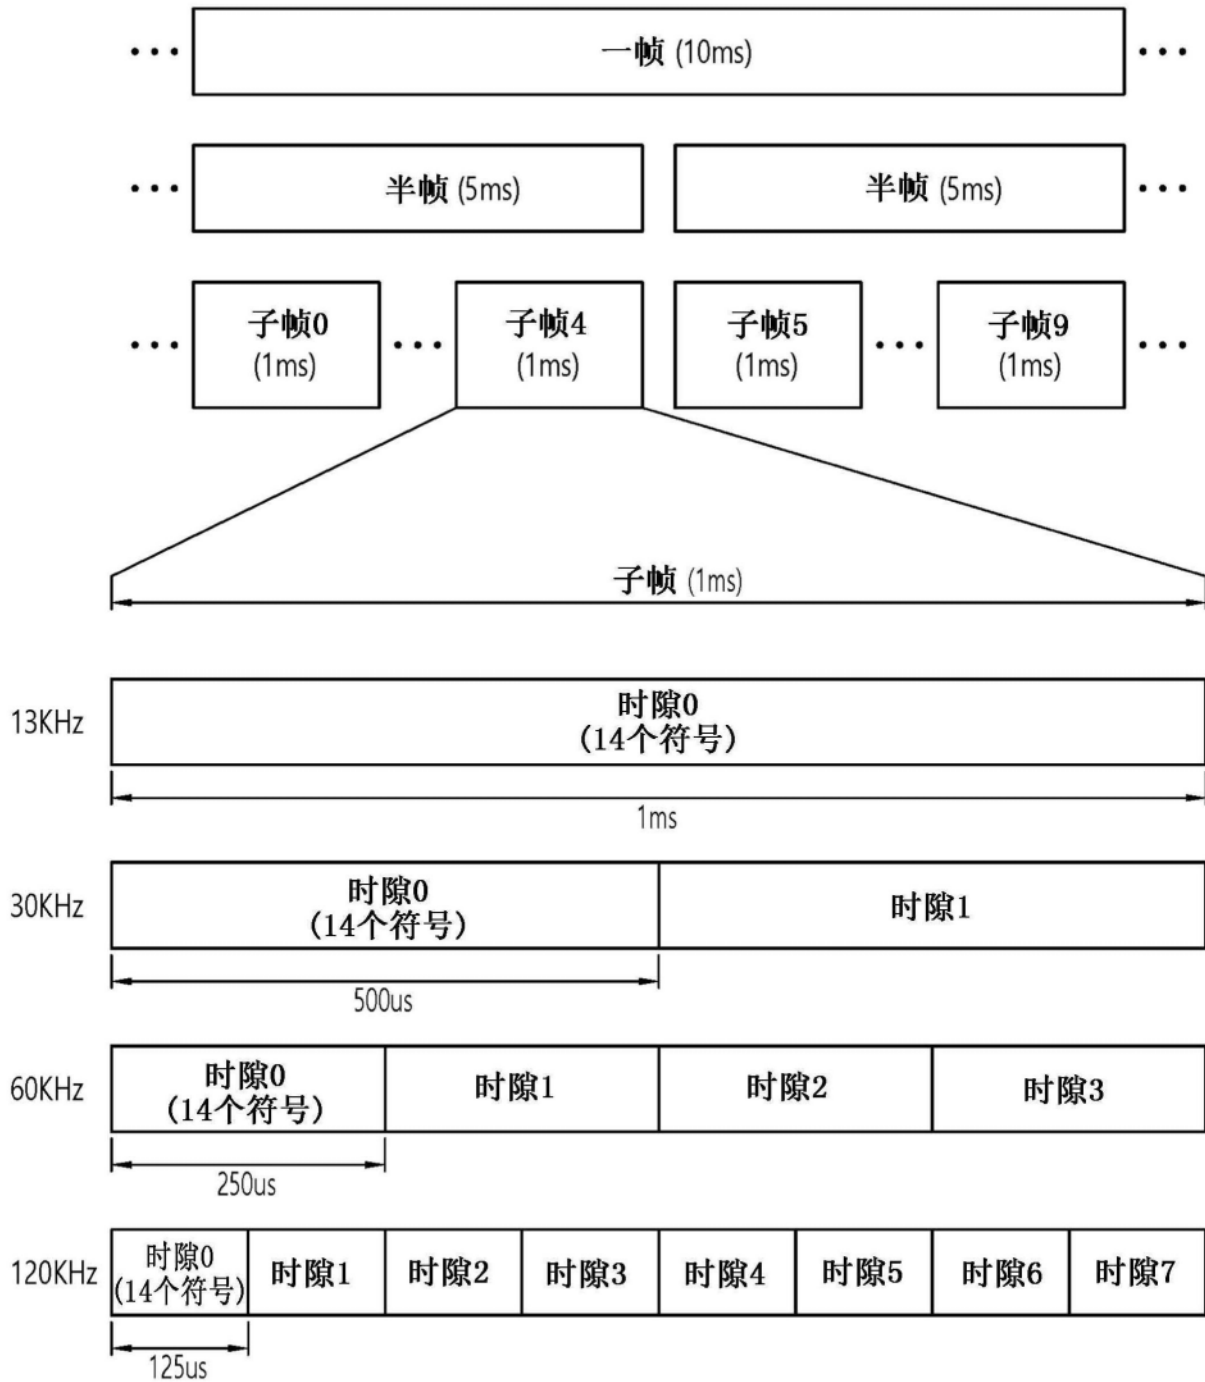 一帧 (10ms)
半帧 (5ms)
半帧 (5ms)
子帧0
(1ms)
子帧4
(1ms)
子帧5
(1ms)
子帧9
(1ms)
子帧 (1ms)
13KHz
时隙0
(14个符号)
1ms
30KHz
时隙0
(14个符号)
时隙1
500us
60KHz
时隙0
(14个符号)
时隙1
时隙2
时隙3
250us
120KHz
时隙0
(14个符号)
时隙1
时隙2
时隙3
时隙4
时隙5
时隙6
时隙7
125us